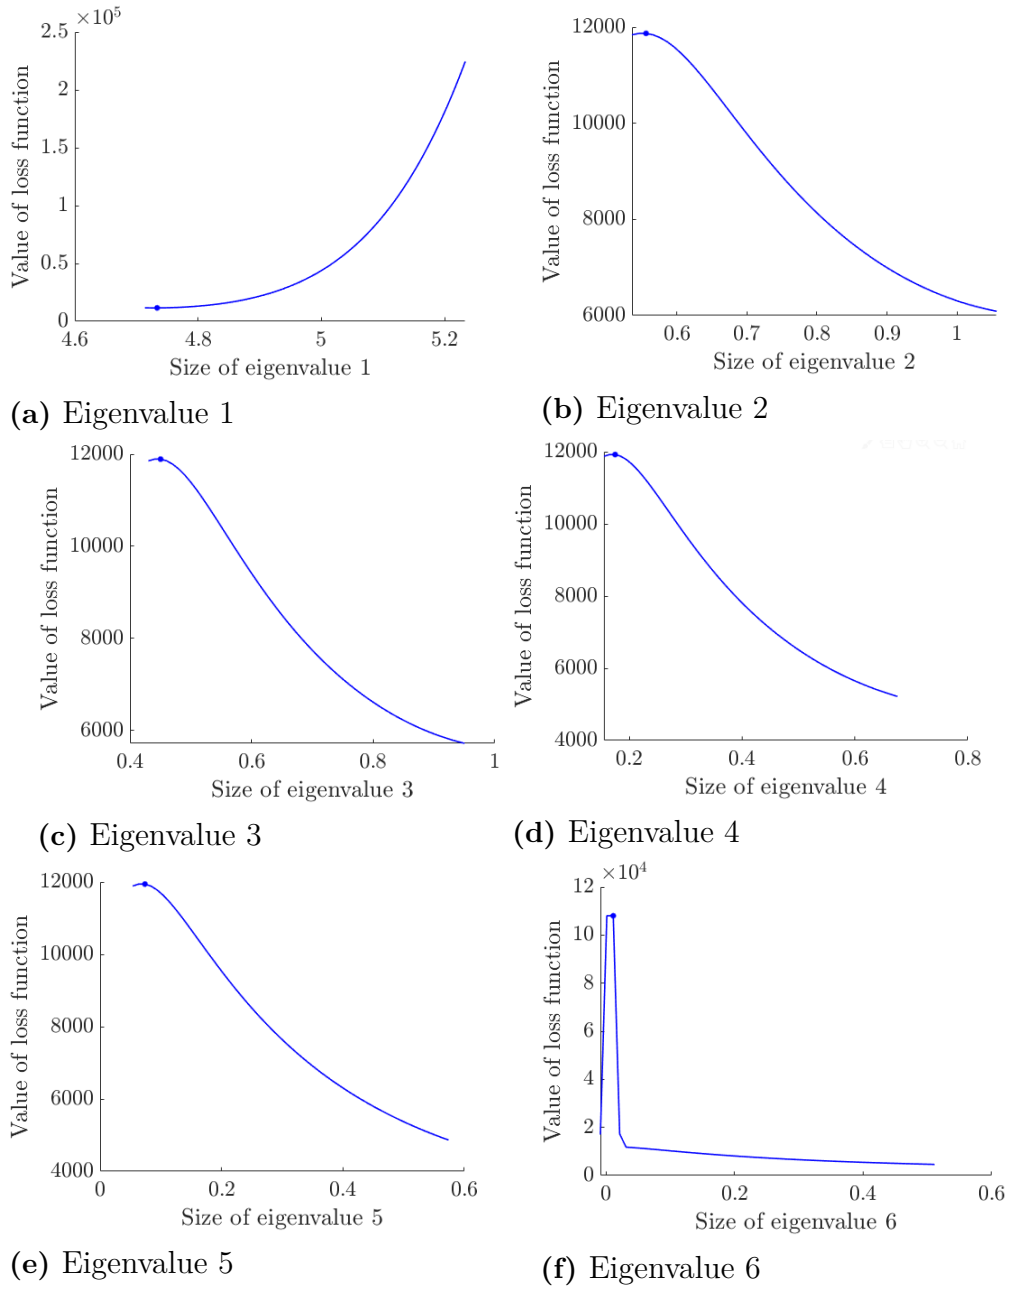 ×10⁵
2.5
2
1.5
1
0.5
0
4.6 4.8 5 5.2
Value of loss function
Size of eigenvalue 1
(a) Eigenvalue 1
12000
10000
8000
6000
0.6 0.7 0.8 0.9 1
Value of loss function
Size of eigenvalue 2
(b) Eigenvalue 2
12000
10000
8000
6000
0.4 0.6 0.8 1
Value of loss function
Size of eigenvalue 3
(c) Eigenvalue 3
12000
10000
8000
6000
4000
0.2 0.4 0.6 0.8
Value of loss function
Size of eigenvalue 4
(d) Eigenvalue 4
12000
10000
8000
6000
4000
0 0.2 0.4 0.6
Value of loss function
Size of eigenvalue 5
(e) Eigenvalue 5
×10⁴
12
10
8
6
4
2
0
0 0.2 0.4 0.6
Value of loss function
Size of eigenvalue 6
(f) Eigenvalue 6